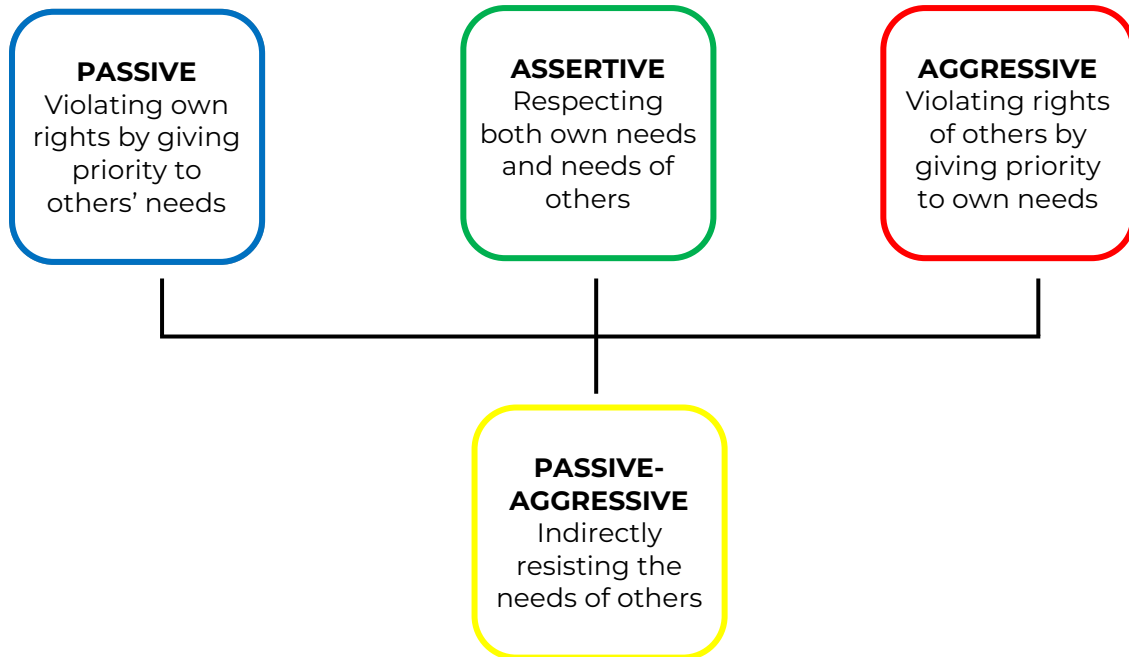 PASSIVE
Violating own
rights by giving
priority to
others’ needs
ASSERTIVE
Respecting
both own needs
and needs of
others
AGGRESSIVE
Violating rights
of others by
giving priority
to own needs
PASSIVE-
AGGRESSIVE
Indirectly
resisting the
needs of others